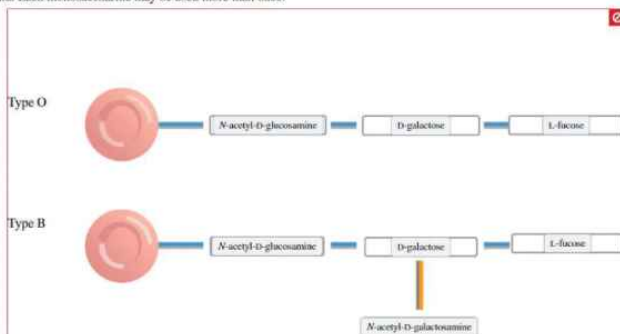 Type O
N-acetyl-D-glucosamine D-galactose L-fucose
Type B
N-acetyl-D-glucosamine D-galactose L-fucose
N-acetyl-D-galactosamine